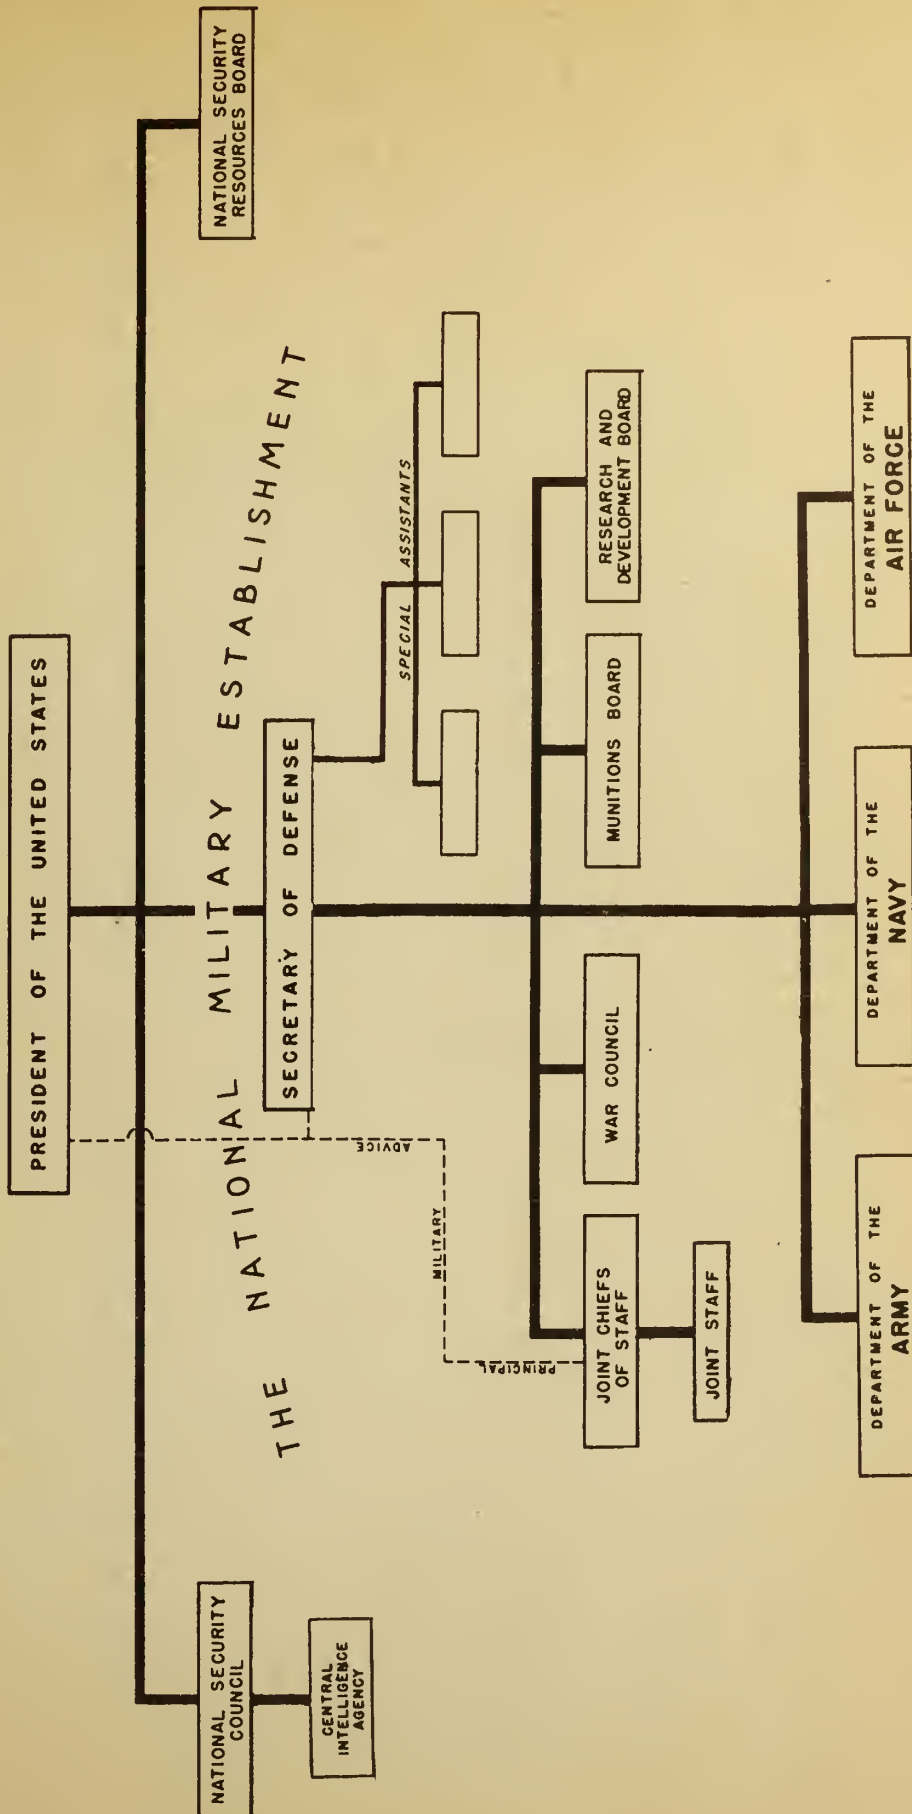 PRESIDENT OF THE UNITED STATES
NATIONAL SECURITY
COUNCIL
NATIONAL SECURITY
RESOURCES BOARD
THE NATIONAL MILITARY ESTABLISHMENT
CENTRAL
INTELLIGENCE
AGENCY
SECRETARY OF DEFENSE
SPECIAL ASSISTANTS
PRINCIPAL MILITARY ADVICE
JOINT CHIEFS
OF STAFF
WAR COUNCIL
MUNITIONS BOARD
RESEARCH AND
DEVELOPMENT BOARD
JOINT STAFF
DEPARTMENT OF THE
ARMY
DEPARTMENT OF THE
NAVY
DEPARTMENT OF THE
AIR FORCE